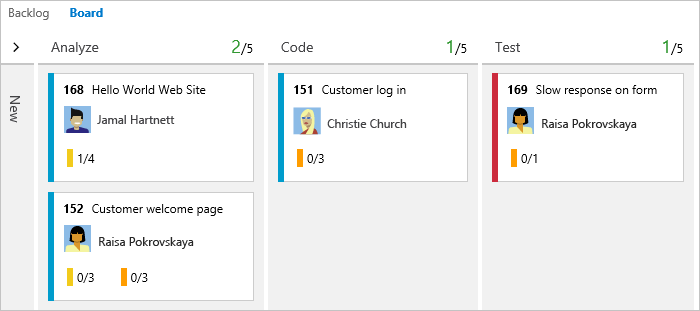 Backlog Board
Analyze 2/5 Code 1/5 Test 1/5
New
168 Hello World Web Site
Jamal Hartnett
1/4
152 Customer welcome page
Raisa Pokrovskaya
0/3 0/3
151 Customer log in
Christie Church
0/3
169 Slow response on form
Raisa Pokrovskaya
0/1